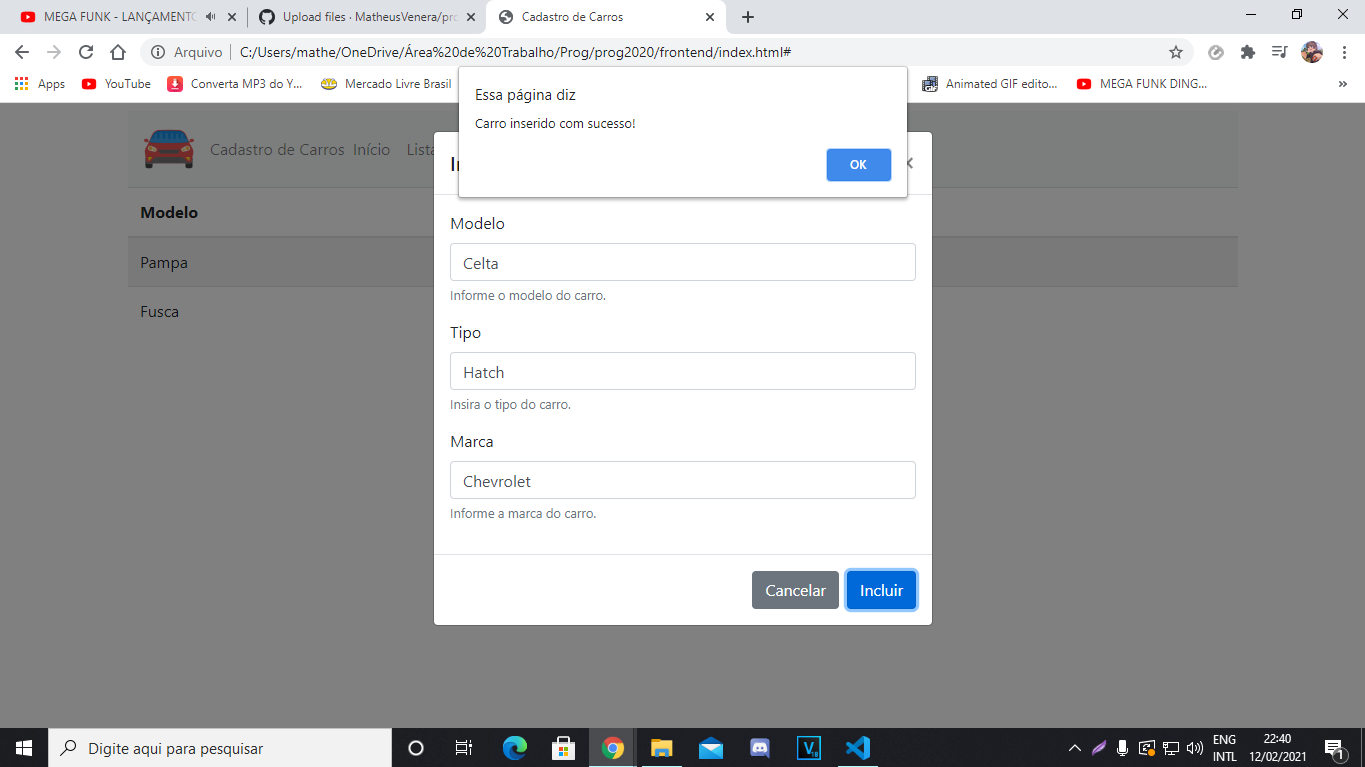 MEGA FUNK - LANÇAMENTO
Upload files · MatheusVenera/pro
Cadastro de Carros
Arquivo
C:/Users/mathe/OneDrive/Área%20de%20Trabalho/Prog/prog2020/frontend/index.html#
Apps
YouTube
Converta MP3 do Y...
Mercado Livre Brasil
Animated GIF edito...
MEGA FUNK DING...
»
Essa página diz
Carro inserido com sucesso!
OK
Cadastro de Carros
Início
Lista
Modelo
Pampa
Fusca
Modelo
Celta
Informe o modelo do carro.
Tipo
Hatch
Insira o tipo do carro.
Marca
Chevrolet
Informe a marca do carro.
Cancelar
Incluir
Digite aqui para pesquisar
ENG
INTL
22:40
12/02/2021
1